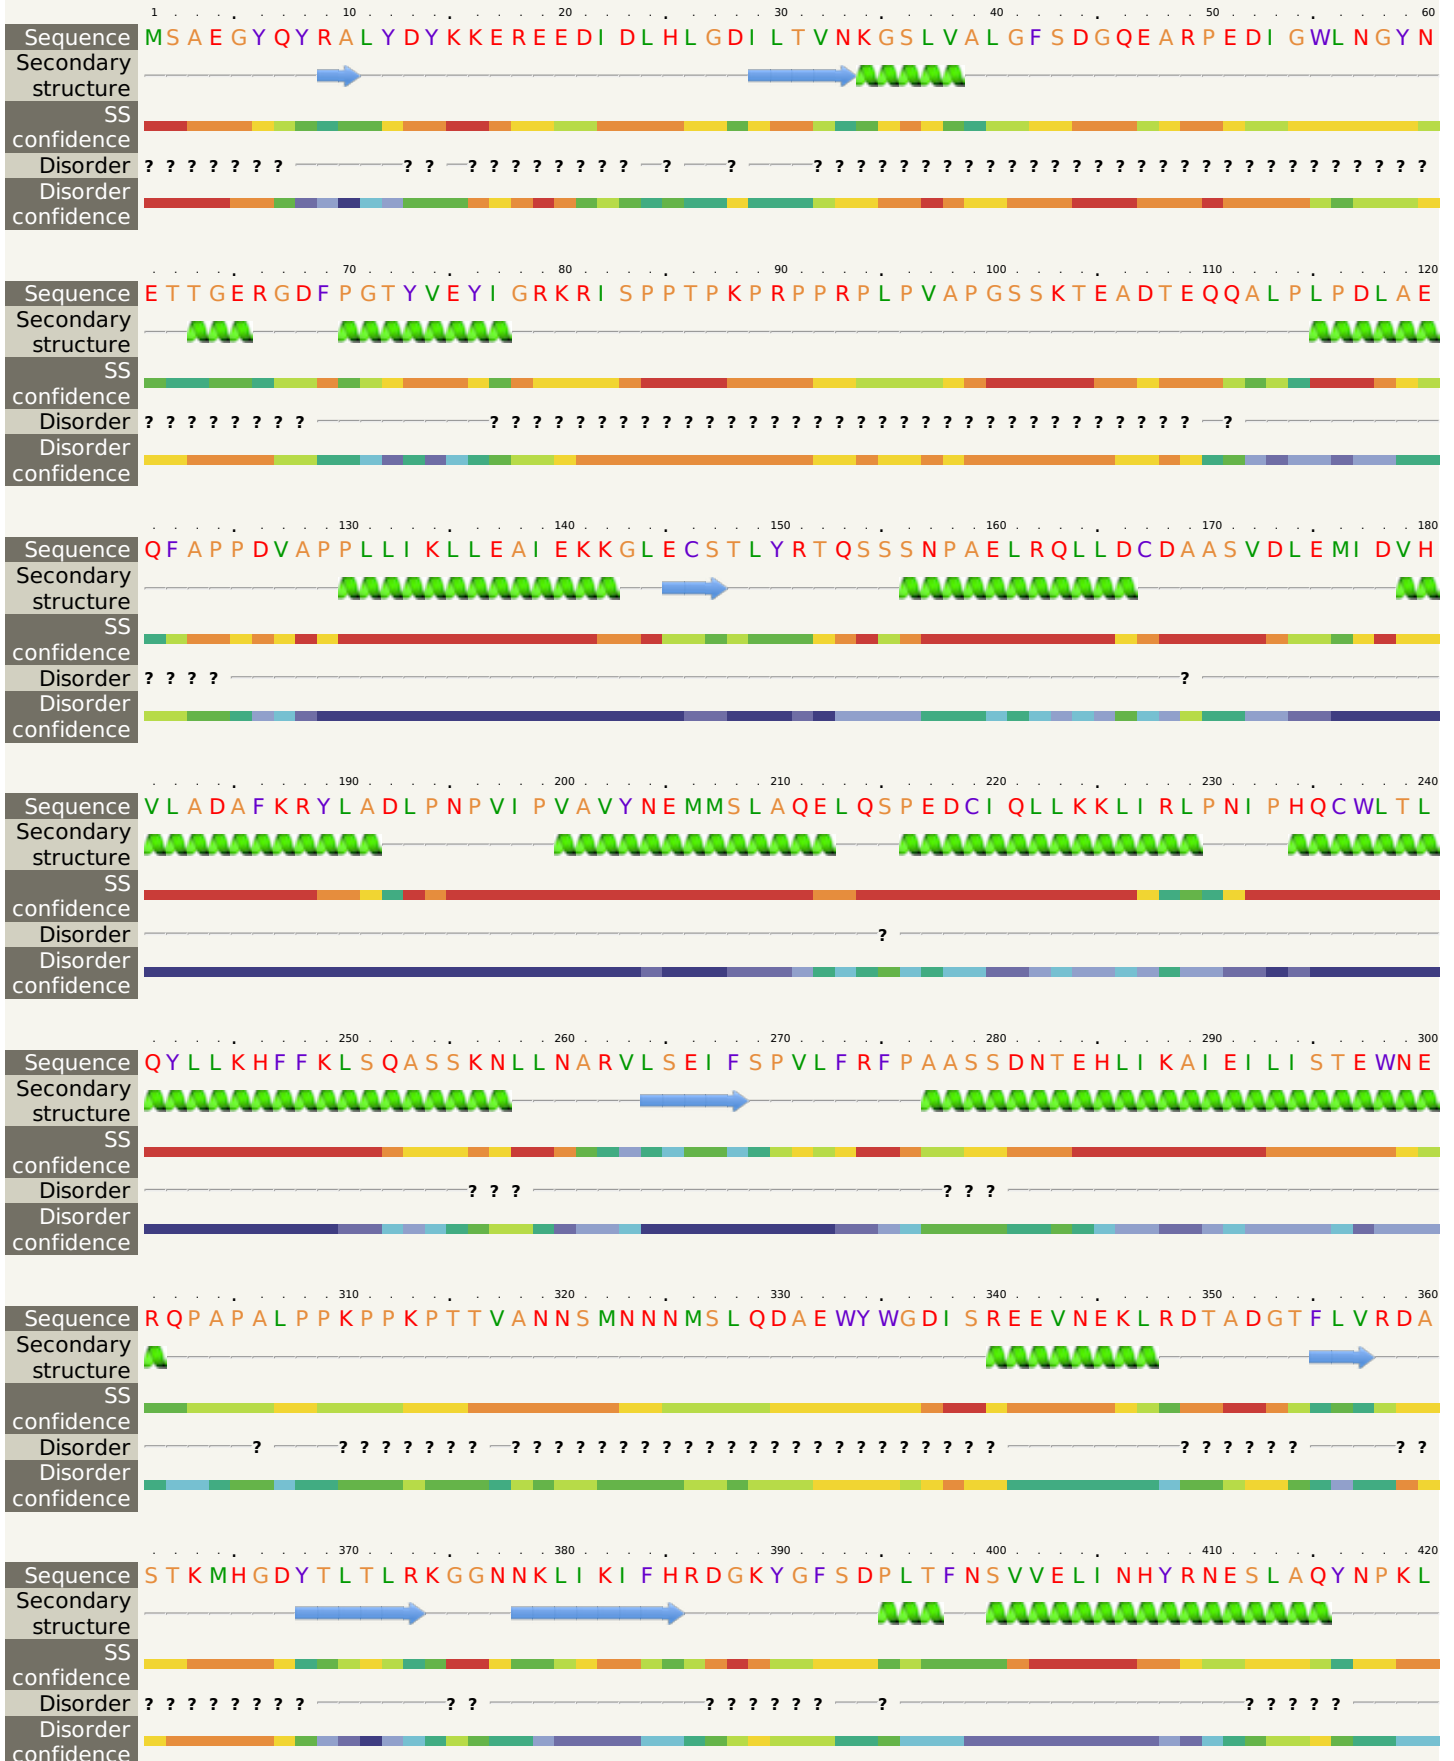 1 10 20 30 40 50 60
Sequence MSAEGYQYRALYDYKKEREEDIDLHLGDILTVNKGSLVALGFSDGQEARPEDIGWLNGYN
Secondary
structure
SS
confidence
Disorder ? ? ? ? ? ? ? ? ? ? ? ? ? ? ? ? ? ? ? ? ? ? ? ? ? ? ? ? ? ? ? ? ? ? ? ? ? ? ? ? ? ? ? ? ? ? ?
Disorder
confidence
70 80 90 100 110 120
Sequence ETTGERGDFPGTYVEYIGRKRISPPTPKPRPPRPLPVAPGSSKTEADTEQQALPLPDLAE
Secondary
structure
SS
confidence
Disorder ? ? ? ? ? ? ? ? ? ? ? ? ? ? ? ? ? ? ? ? ? ? ? ? ? ? ? ? ? ? ? ? ? ? ? ? ? ? ? ? ? ? ?
Disorder
confidence
130 140 150 160 170 180
Sequence QFAPPDVAPPLLIKLLEAIEKKGLECSTLYRTQSSSNPAELRQLLDCDAASVDLEMIDVH
Secondary
structure
SS
confidence
Disorder ? ? ? ? ?
Disorder
confidence
190 200 210 220 230 240
Sequence VLADAFKRYLADLPNPVIPVAVYNEMMSLAQELQSPEDCIQLLKKLIRLPNIPHQCWLTL
Secondary
structure
SS
confidence
Disorder ?
Disorder
confidence
250 260 270 280 290 300
Sequence QYLLKHFFKLSQASSKNLLNARVLSEIFSPVLFRFPAASSDNTEHLIKAIEILISTEWNE
Secondary
structure
SS
confidence
Disorder ? ? ? ? ? ?
Disorder
confidence
310 320 330 340 350 360
Sequence RQPAPALPPKPPKPTTVANNSMNNNMSLQDAEWYWGDISREEVNEKLRDTADGTFLVRDA
Secondary
structure
SS
confidence
Disorder ? ? ? ? ? ? ? ? ? ? ? ? ? ? ? ? ? ? ? ? ? ? ? ? ? ? ? ? ? ? ? ? ? ? ? ? ? ? ?
Disorder
confidence
370 380 390 400 410 420
Sequence STKMHGDYTLTLRKGGNNKLIKIFHRDGKYGFSDPLTFNSVVELINHYRNESLAQYNPKL
Secondary
structure
SS
confidence
Disorder ? ? ? ? ? ? ? ? ? ? ? ? ? ? ? ? ? ? ? ? ? ?
Disorder
confidence